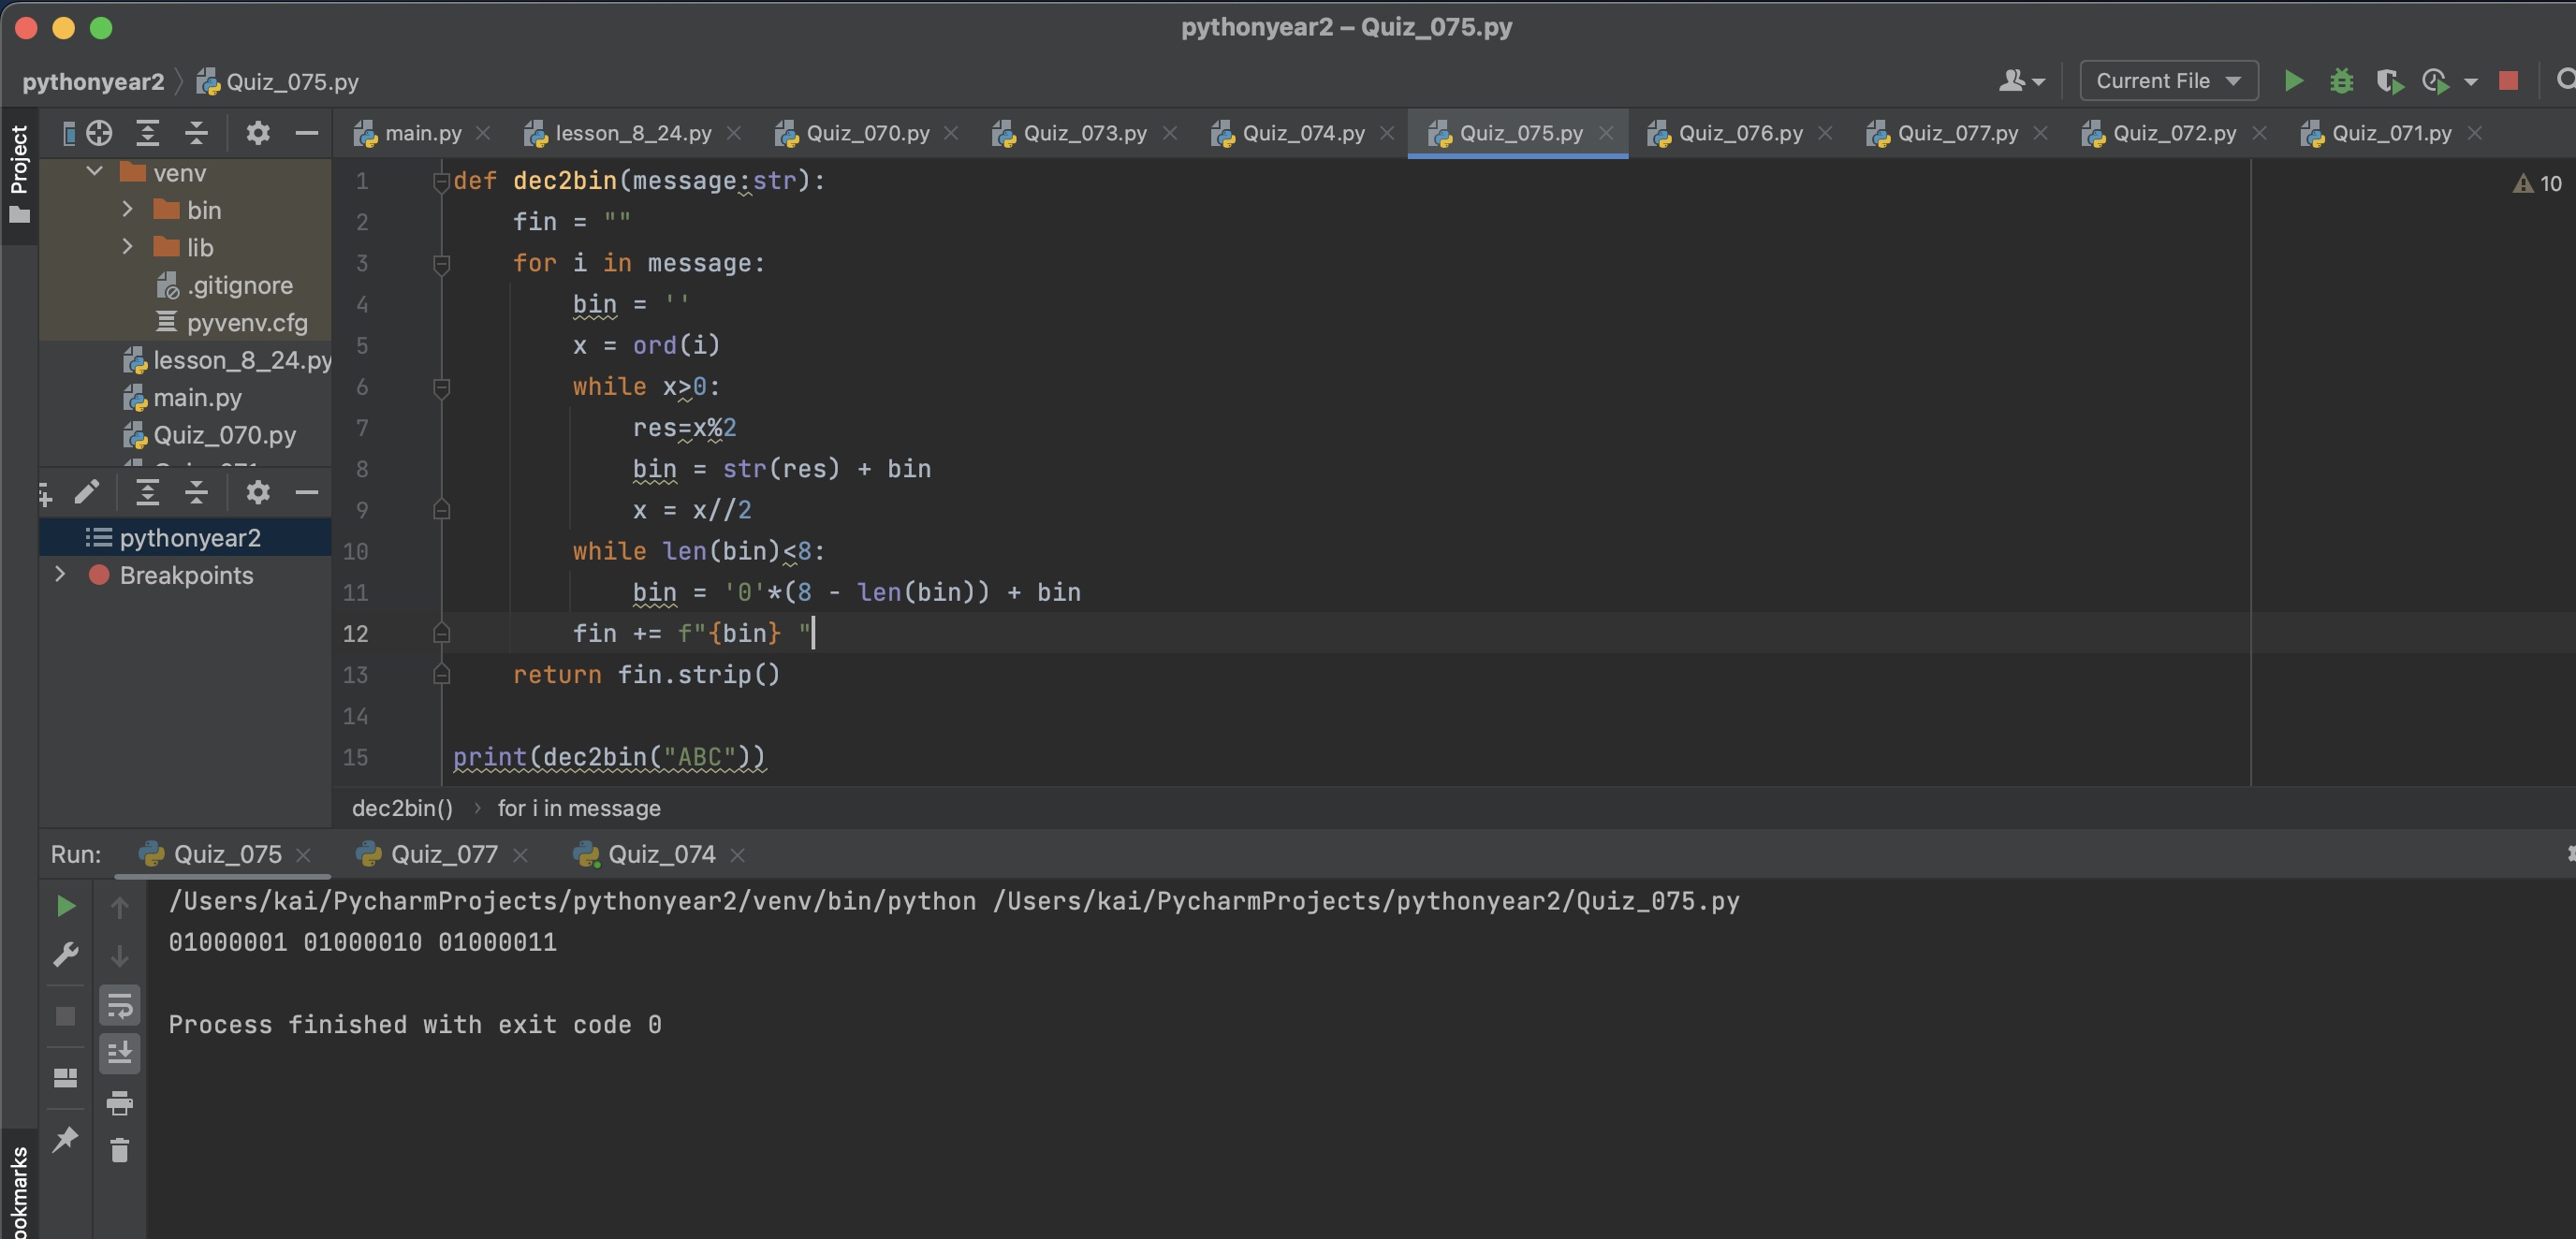 pythonyear2 – Quiz_075.py
pythonyear2 Quiz_075.py Current File
Project
main.py lesson_8_24.py Quiz_070.py Quiz_073.py Quiz_074.py Quiz_075.py Quiz_076.py Quiz_077.py Quiz_072.py Quiz_071.py
venv
bin
lib
.gitignore
pyvenv.cfg
lesson_8_24.py
main.py
Quiz_070.py
pythonyear2
Breakpoints
10
1 def dec2bin(message:str):
2     fin = ""
3     for i in message:
4         bin = ''
5         x = ord(i)
6         while x>0:
7             res=x%2
8             bin = str(res) + bin
9             x = x//2
10         while len(bin)<8:
11             bin = '0'*(8 - len(bin)) + bin
12         fin += f"{bin} "
13     return fin.strip()
14
15 print(dec2bin("ABC"))
dec2bin() › for i in message
Run: Quiz_075 Quiz_077 Quiz_074
/Users/kai/PycharmProjects/pythonyear2/venv/bin/python /Users/kai/PycharmProjects/pythonyear2/Quiz_075.py
01000001 01000010 01000011
Process finished with exit code 0
ookmarks